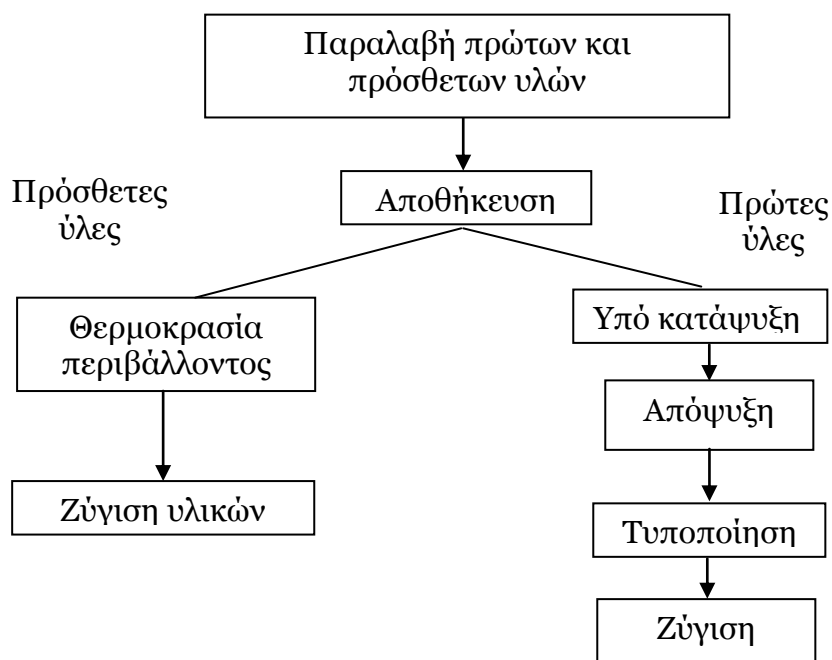 Παραλαβή πρώτων και
πρόσθετων υλών
Πρόσθετες
ύλες
Αποθήκευση
Πρώτες
ύλες
Θερμοκρασία
περιβάλλοντος
Υπό κατάψυξη
Απόψυξη
Ζύγιση υλικών
Τυποποίηση
Ζύγιση